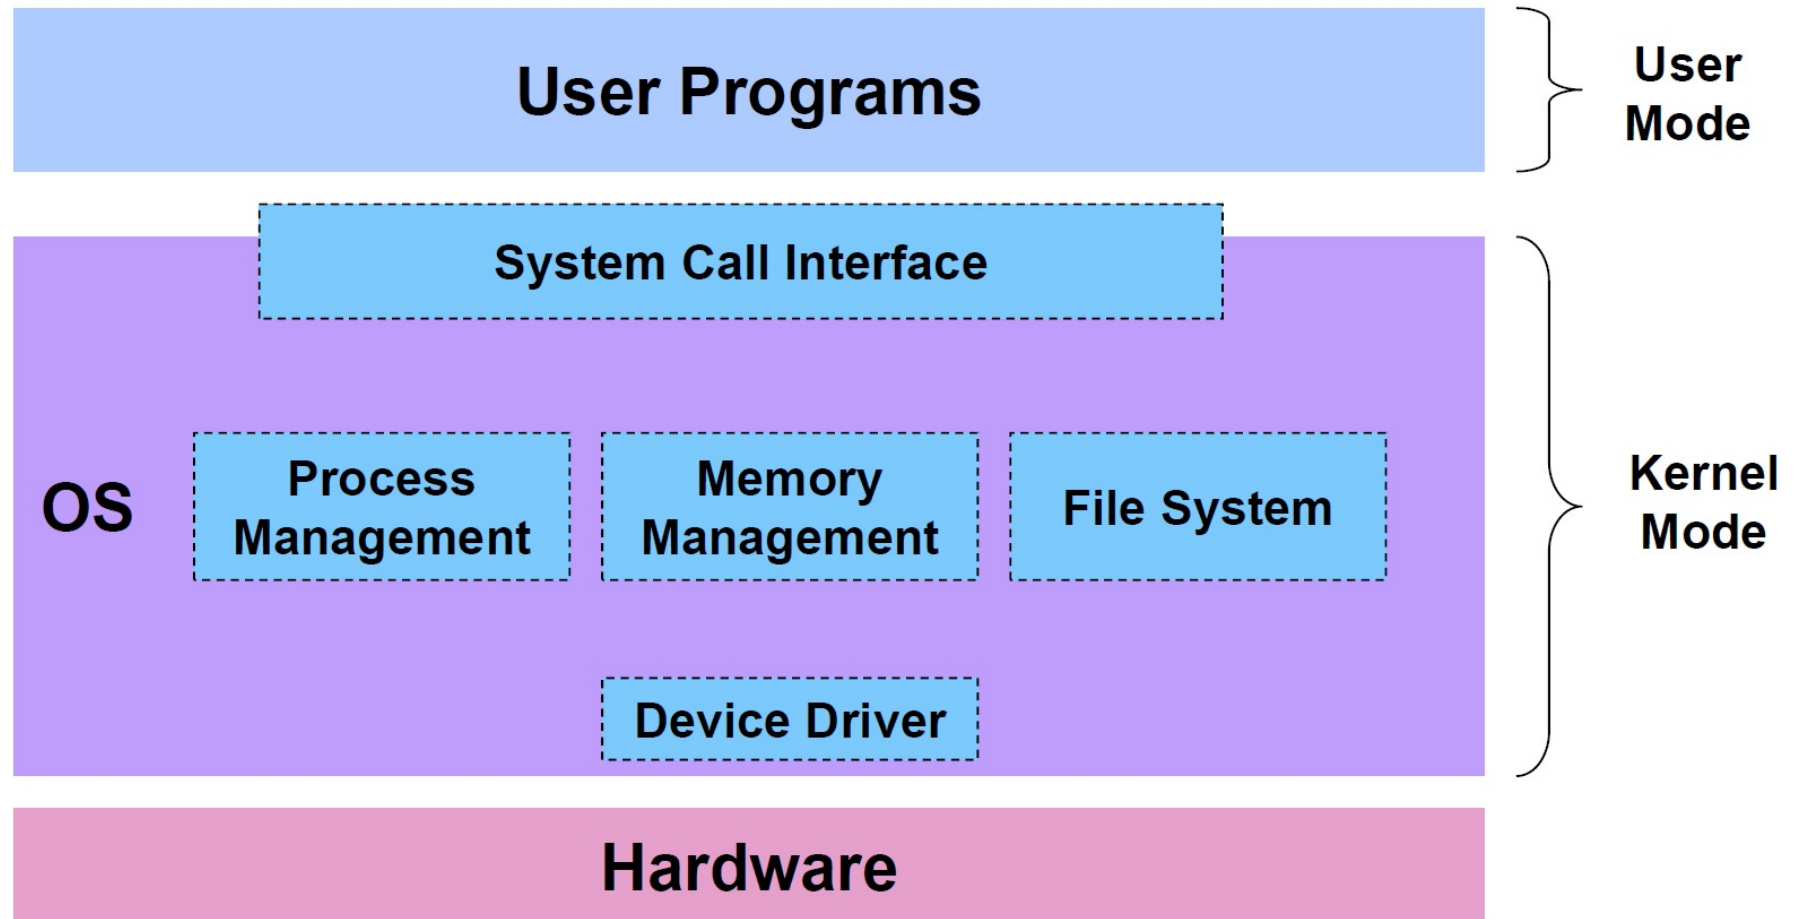 User Programs
User
Mode
System Call Interface
OS
Process
Management
Memory
Management
File System
Kernel
Mode
Device Driver
Hardware